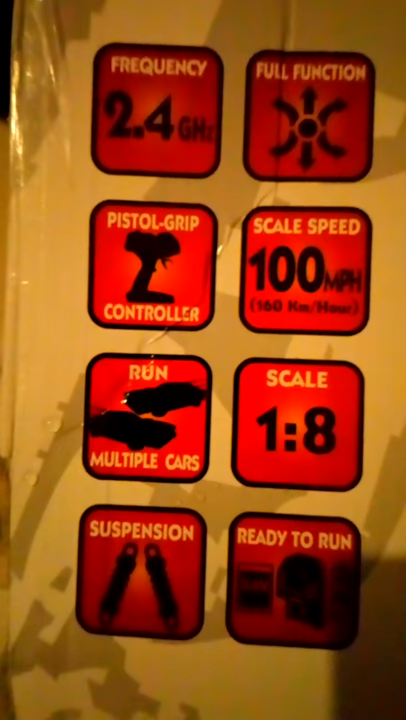 FREQUENCY
2.4 GHz
FULL FUNCTION
PISTOL-GRIP
CONTROLLER
SCALE SPEED
100 MPH
(160 Km/Hour)
RUN
MULTIPLE CARS
SCALE
1:8
SUSPENSION
READY TO RUN